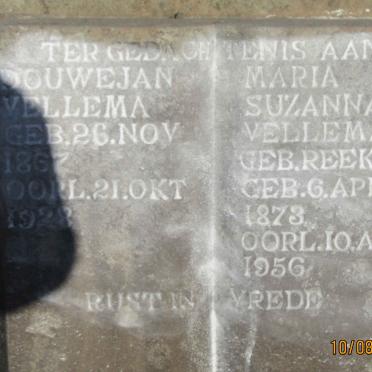 TER GEDACHTENIS AAN
DOUWEJAN
VELLEMA
GEB. 26. NOV
1867
OORL. 21. OKT
1928
MARIA
SUZANNA
VELLEMA
GEB. REEK
GEB. 6. APR
1873.
OORL. 10. A
1956
RUST IN VREDE
10/08